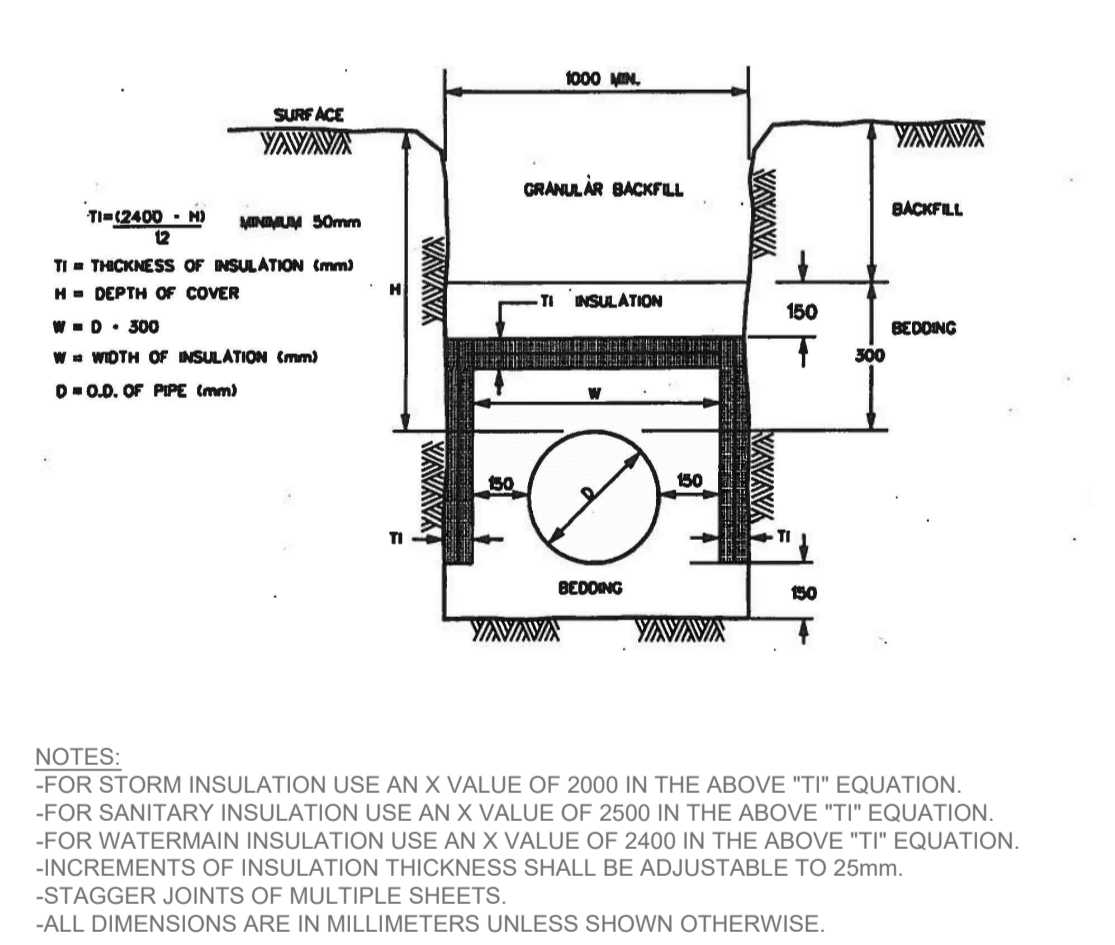 1000 MIN.
SURFACE
GRANULAR BACKFILL
BACKFILL
TI=(2400 - H)
12
MINIMUM 50mm
TI = THICKNESS OF INSULATION (mm)
H = DEPTH OF COVER
H
TI INSULATION
150
W = D · 300
BEDDING
W = WIDTH OF INSULATION (mm)
300
D = O.D. OF PIPE (mm)
W
150
D
150
TI
TI
BEDDING
150
NOTES:
-FOR STORM INSULATION USE AN X VALUE OF 2000 IN THE ABOVE "TI" EQUATION.
-FOR SANITARY INSULATION USE AN X VALUE OF 2500 IN THE ABOVE "TI" EQUATION.
-FOR WATERMAIN INSULATION USE AN X VALUE OF 2400 IN THE ABOVE "TI" EQUATION.
-INCREMENTS OF INSULATION THICKNESS SHALL BE ADJUSTABLE TO 25mm.
-STAGGER JOINTS OF MULTIPLE SHEETS.
-ALL DIMENSIONS ARE IN MILLIMETERS UNLESS SHOWN OTHERWISE.